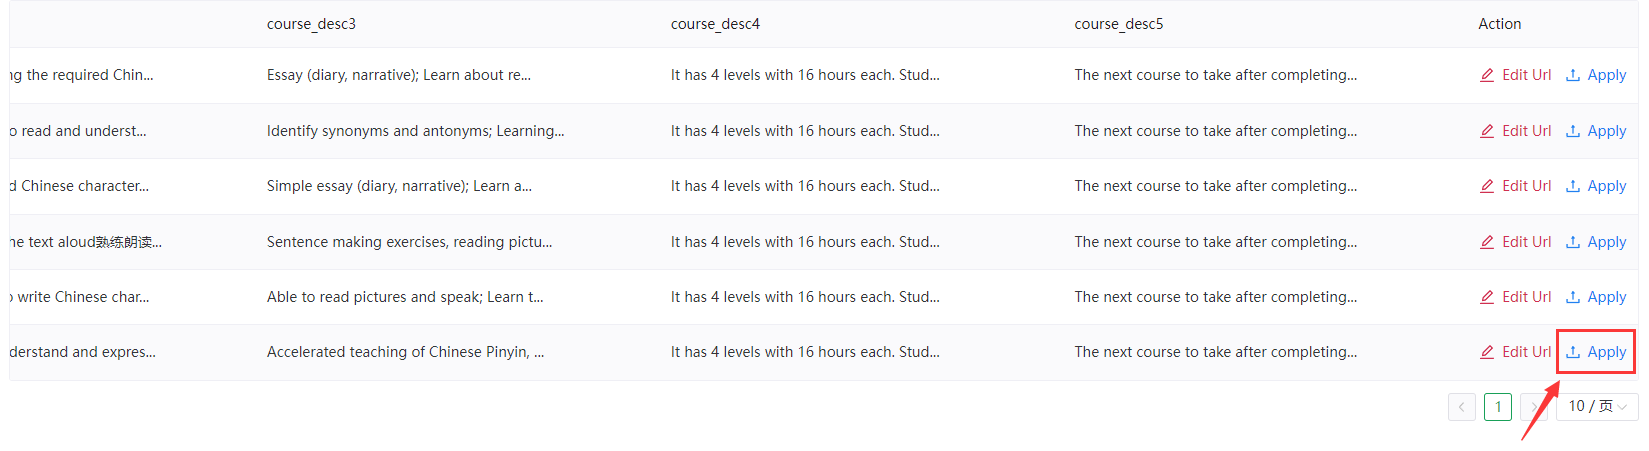 course_desc3 course_desc4 course_desc5 Action
ng the required Chin... Essay (diary, narrative); Learn about re... It has 4 levels with 16 hours each. Stud... The next course to take after completing... Edit Url Apply
o read and underst... Identify synonyms and antonyms; Learning... It has 4 levels with 16 hours each. Stud... The next course to take after completing... Edit Url Apply
d Chinese character... Simple essay (diary, narrative); Learn a... It has 4 levels with 16 hours each. Stud... The next course to take after completing... Edit Url Apply
he text aloud熟练朗读... Sentence making exercises, reading pictu... It has 4 levels with 16 hours each. Stud... The next course to take after completing... Edit Url Apply
o write Chinese char... Able to read pictures and speak; Learn t... It has 4 levels with 16 hours each. Stud... The next course to take after completing... Edit Url Apply
derstand and expres... Accelerated teaching of Chinese Pinyin, ... It has 4 levels with 16 hours each. Stud... The next course to take after completing... Edit Url Apply
1 10 / 页